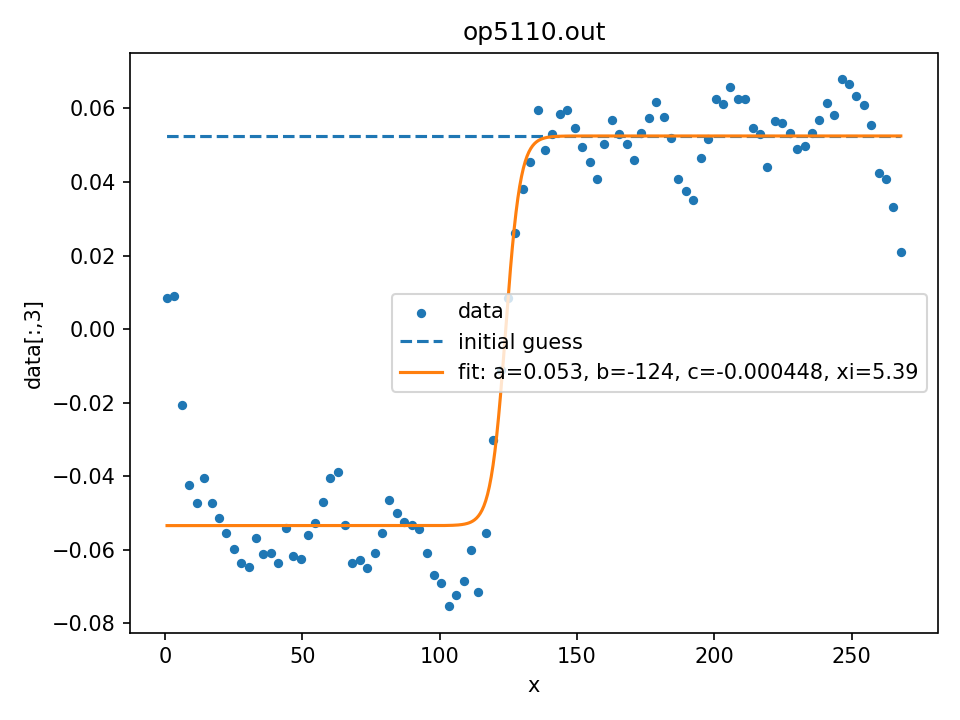 op5110.out
0.06
0.04
0.02
0.00
−0.02
−0.04
−0.06
−0.08
data[:,3]
data
initial guess
fit: a=0.053, b=-124, c=-0.000448, xi=5.39
0 50 100 150 200 250
x